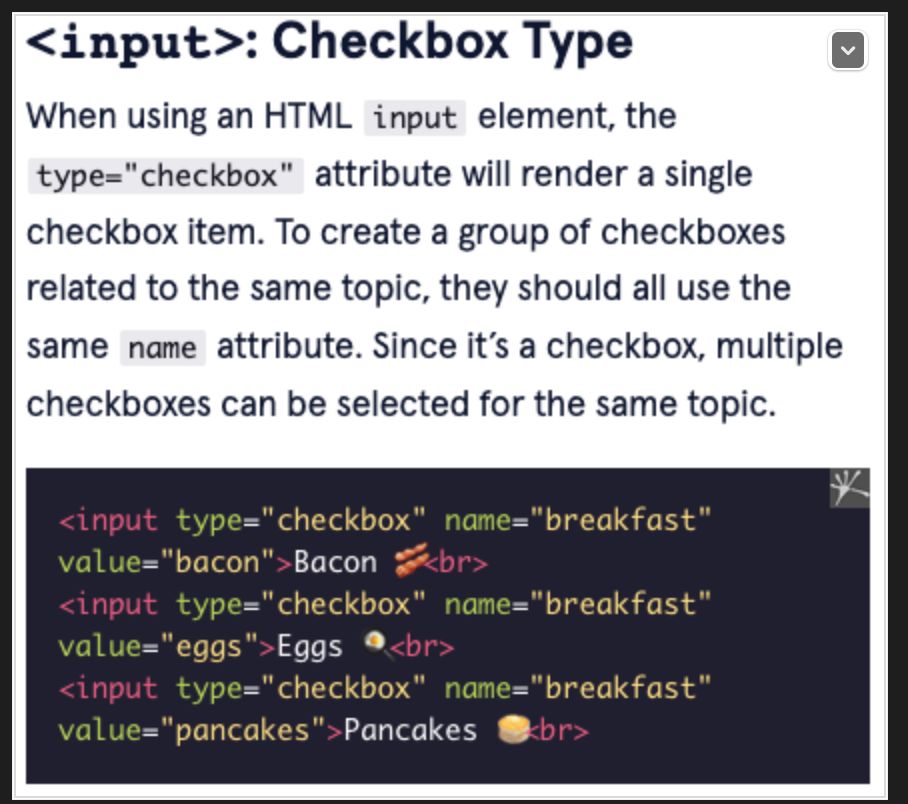 <input>: Checkbox Type
When using an HTML input element, the
type="checkbox" attribute will render a single
checkbox item. To create a group of checkboxes
related to the same topic, they should all use the
same name attribute. Since it’s a checkbox, multiple
checkboxes can be selected for the same topic.
<input type="checkbox" name="breakfast"
value="bacon">Bacon 🥓<br>
<input type="checkbox" name="breakfast"
value="eggs">Eggs 🍳<br>
<input type="checkbox" name="breakfast"
value="pancakes">Pancakes 🥞<br>